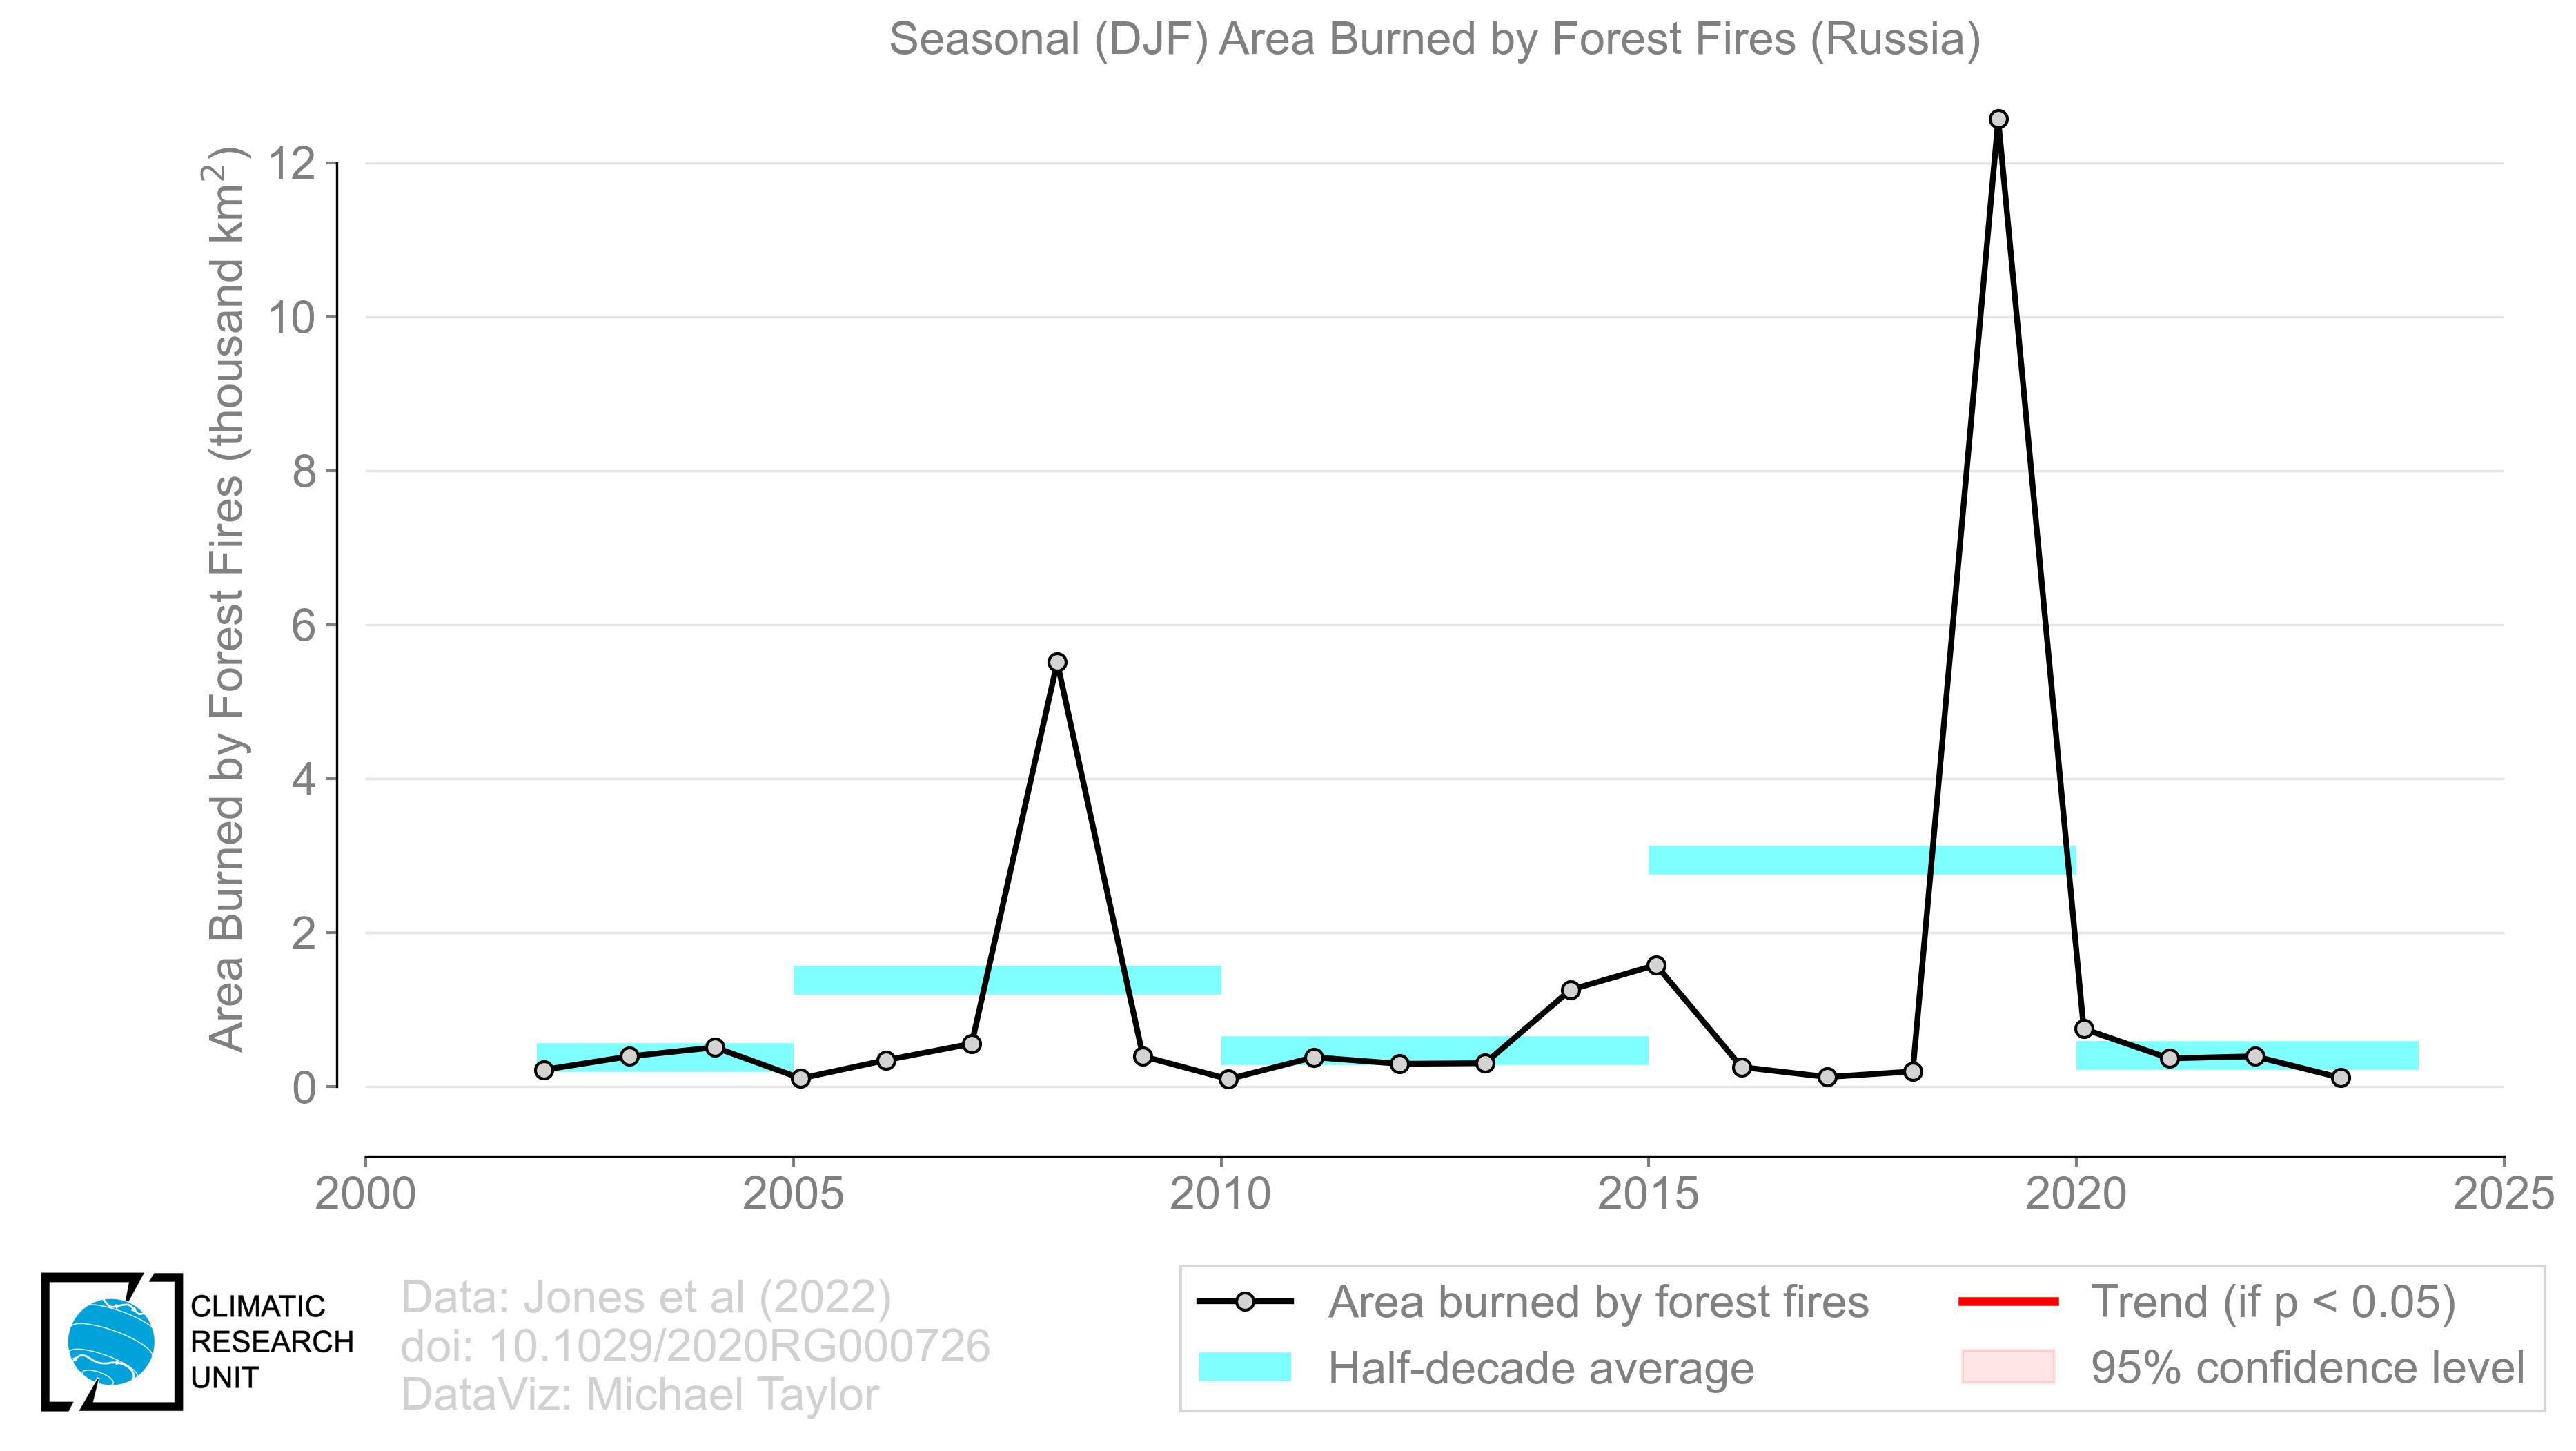 Seasonal (DJF) Area Burned by Forest Fires (Russia)
Area Burned by Forest Fires (thousand km²)
12
10
8
6
4
2
0
2000 2005 2010 2015 2020 2025
CLIMATIC
RESEARCH
UNIT
Data: Jones et al (2022)
doi: 10.1029/2020RG000726
DataViz: Michael Taylor
Area burned by forest fires
Half-decade average
Trend (if p < 0.05)
95% confidence level